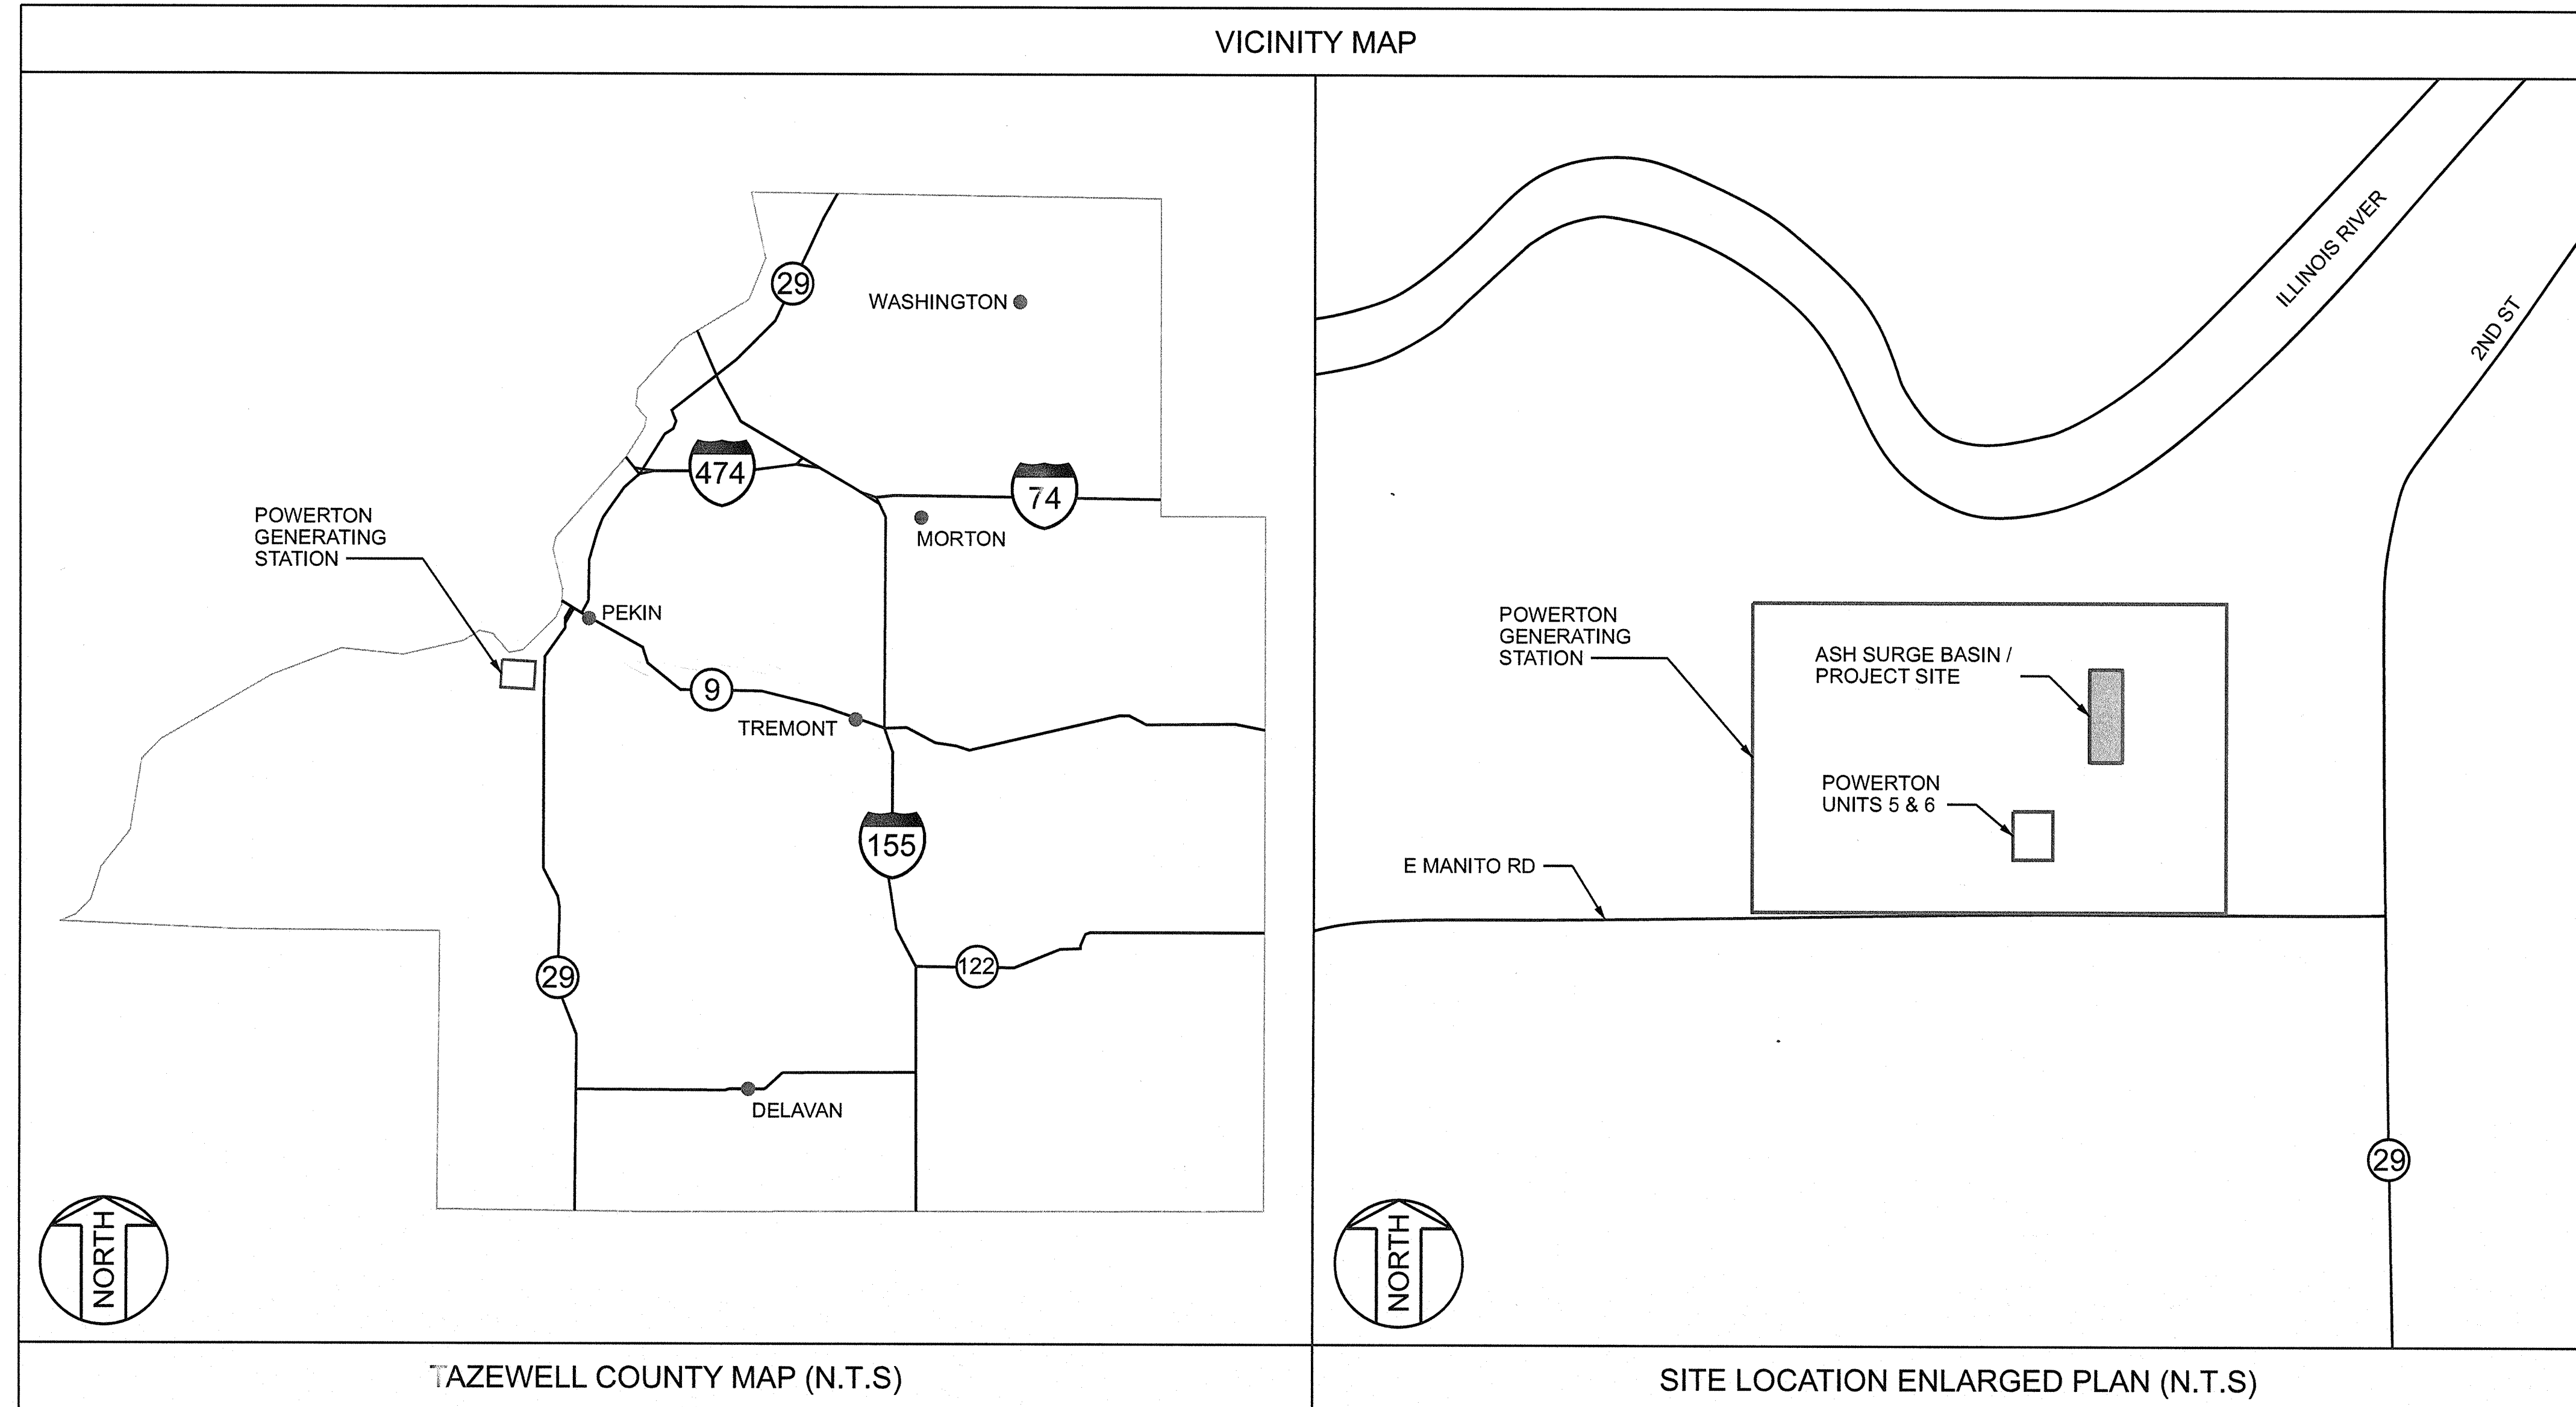 VICINITY MAP
29
WASHINGTON
474
74
MORTON
POWERTON
GENERATING
STATION
PEKIN
9
TREMONT
155
29
122
DELAVAN
NORTH
TAZEWELL COUNTY MAP (N.T.S)
ILLINOIS RIVER
2ND ST
POWERTON
GENERATING
STATION
ASH SURGE BASIN /
PROJECT SITE
POWERTON
UNITS 5 & 6
E MANITO RD
29
NORTH
SITE LOCATION ENLARGED PLAN (N.T.S)